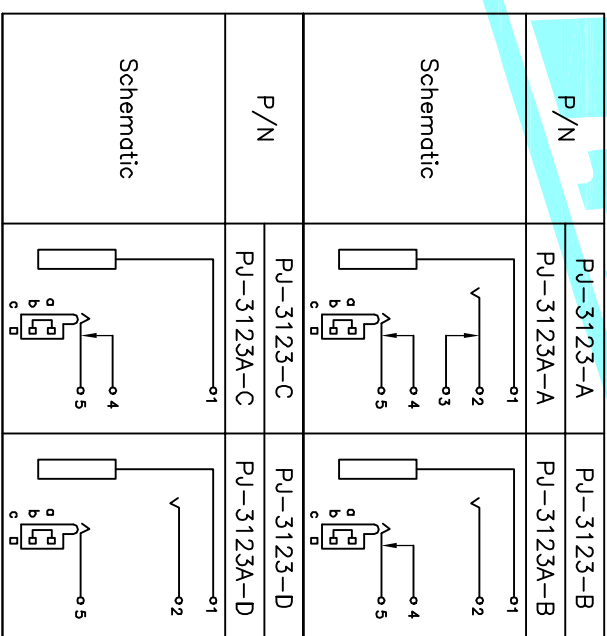 P/N
PJ-3123-A
PJ-3123-B
PJ-3123A-A
PJ-3123A-B
Schematic
1
2
3
4
5
a
b
c
1
2
4
5
a
b
c
P/N
PJ-3123-C
PJ-3123-D
PJ-3123A-C
PJ-3123A-D
Schematic
1
4
5
a
b
c
1
2
5
a
b
c